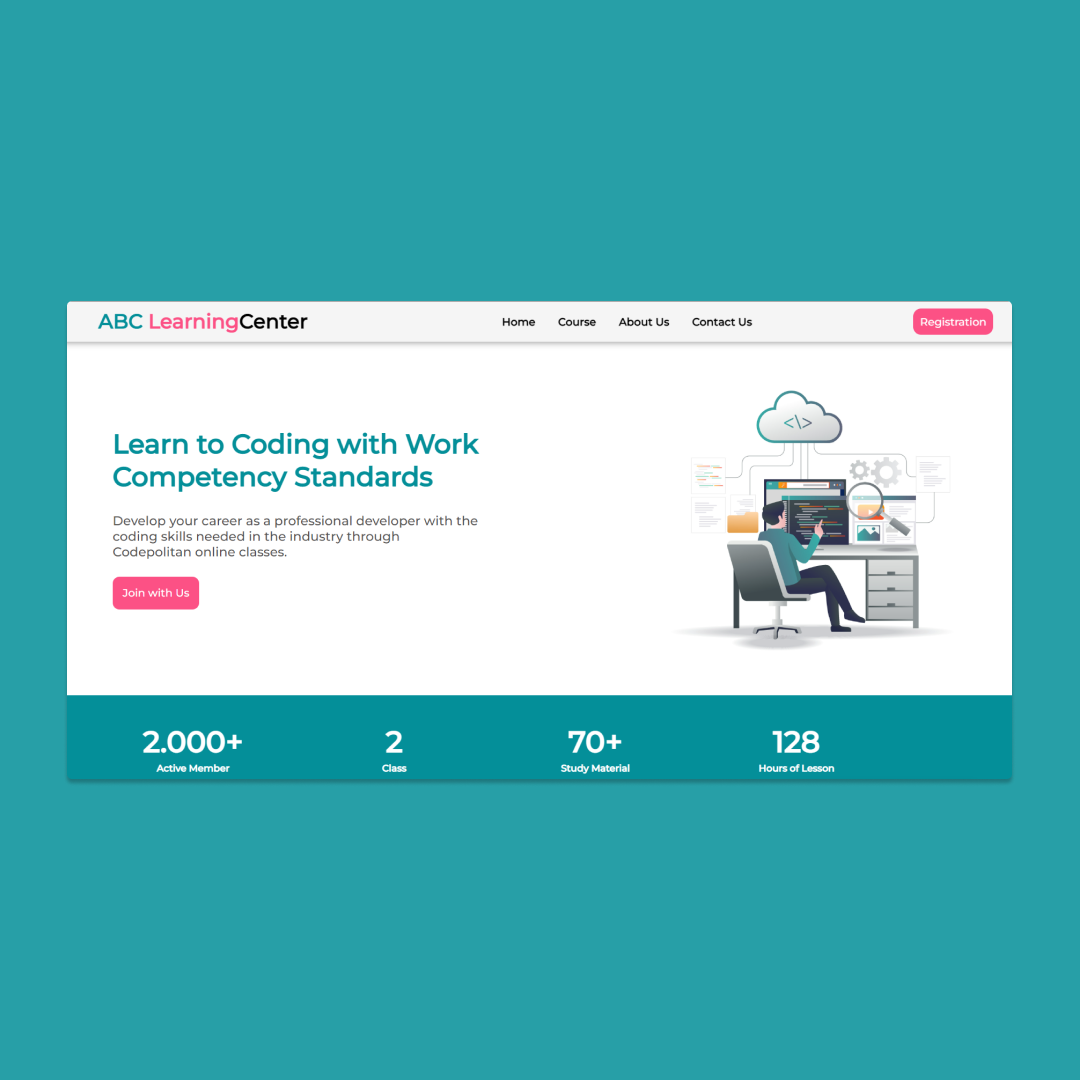 ABC LearningCenter
Home Course About Us Contact Us
Registration
</>
Learn to Coding with Work
Competency Standards
Develop your career as a professional developer with the
coding skills needed in the industry through
Codepolitan online classes.
Join with Us
2.000+ 2 70+ 128
Active Member Class Study Material Hours of Lesson